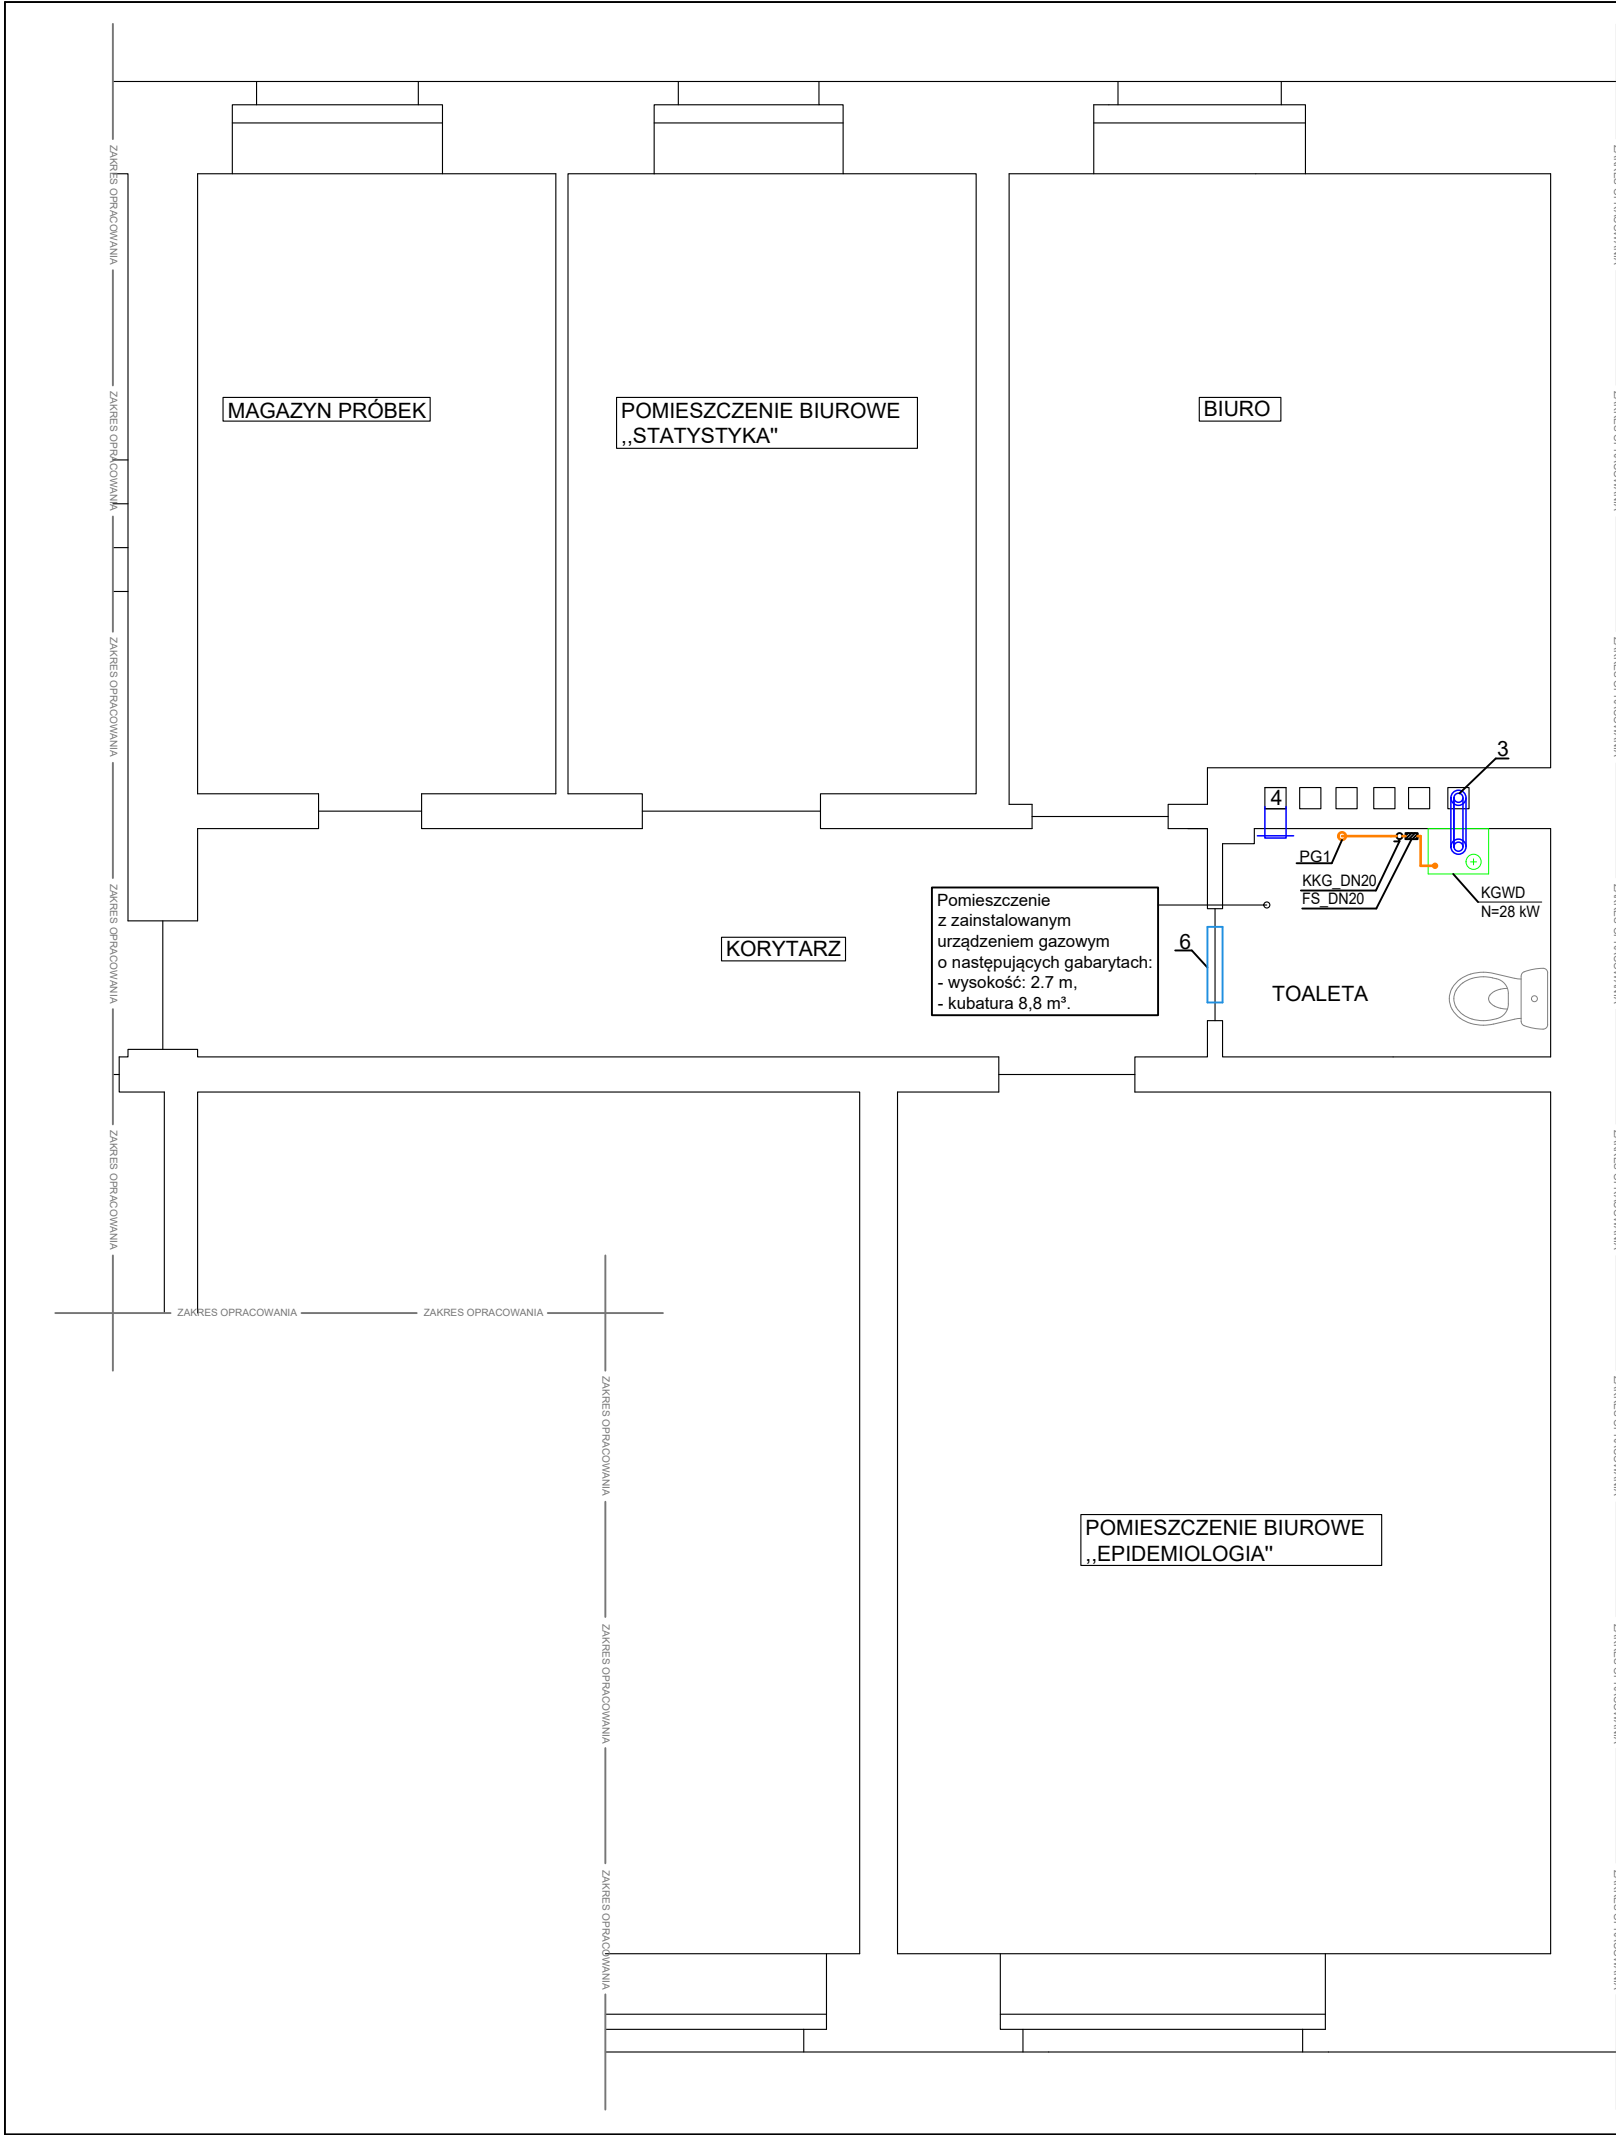 ZAKRES OPRACOWANIA
ZAKRES OPRACOWANIA
ZAKRES OPRACOWANIA
ZAKRES OPRACOWANIA
ZAKRES OPRACOWANIA
MAGAZYN PRÓBEK
POMIESZCZENIE BIUROWE
,,STATYSTYKA"
BIURO
3
4
PG1
KKG_DN20
FS_DN20
KGWD
N=28 kW
Pomieszczenie
z zainstalowanym
urządzeniem gazowym
o następujących gabarytach:
- wysokość: 2.7 m,
- kubatura 8,8 m³.
6
KORYTARZ
TOALETA
ZAKRES OPRACOWANIA
ZAKRES OPRACOWANIA
ZAKRES OPRACOWANIA
ZAKRES OPRACOWANIA
ZAKRES OPRACOWANIA
POMIESZCZENIE BIUROWE
,,EPIDEMIOLOGIA"